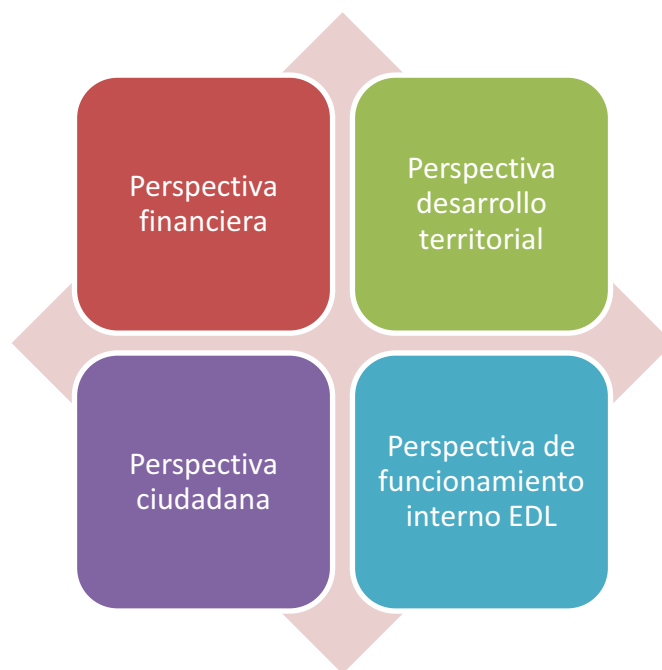 Perspectiva
financiera
Perspectiva
desarrollo
territorial
Perspectiva
ciudadana
Perspectiva de
funcionamiento
interno EDL